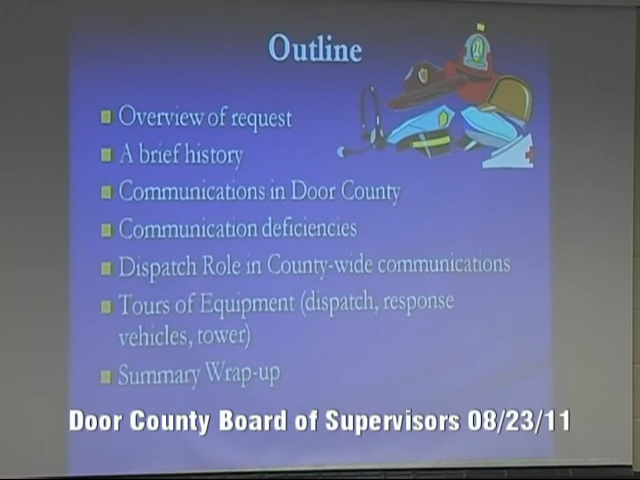 Outline
Overview of request
A brief history
Communications in Door County
Communication deficiencies
Dispatch Role in County-wide communications
Tours of Equipment (dispatch, response
vehicles, tower)
Summary Wrap-up
Door County Board of Supervisors 08/23/11